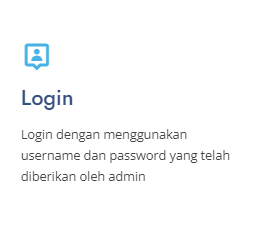 Login
Login dengan menggunakan
username dan password yang telah
diberikan oleh admin